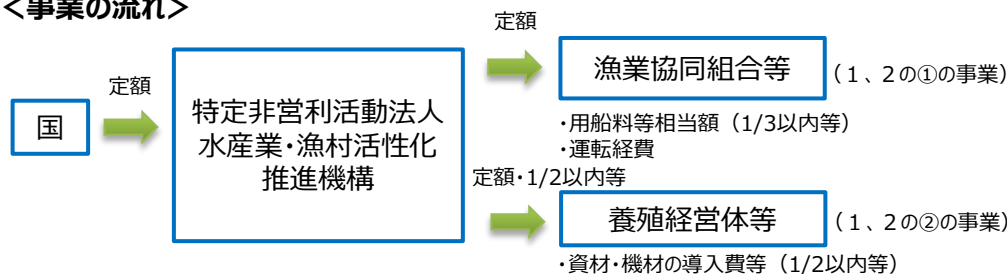 <事業の流れ>
定額
国
特定非営利活動法人
水産業・漁村活性化
推進機構
定額
漁業協同組合等
（１、２の①の事業）
・用船料等相当額（1/3以内等）
・運転経費
定額・1/2以内等
養殖経営体等
（１、２の②の事業）
・資材・機材の導入費等（1/2以内等）